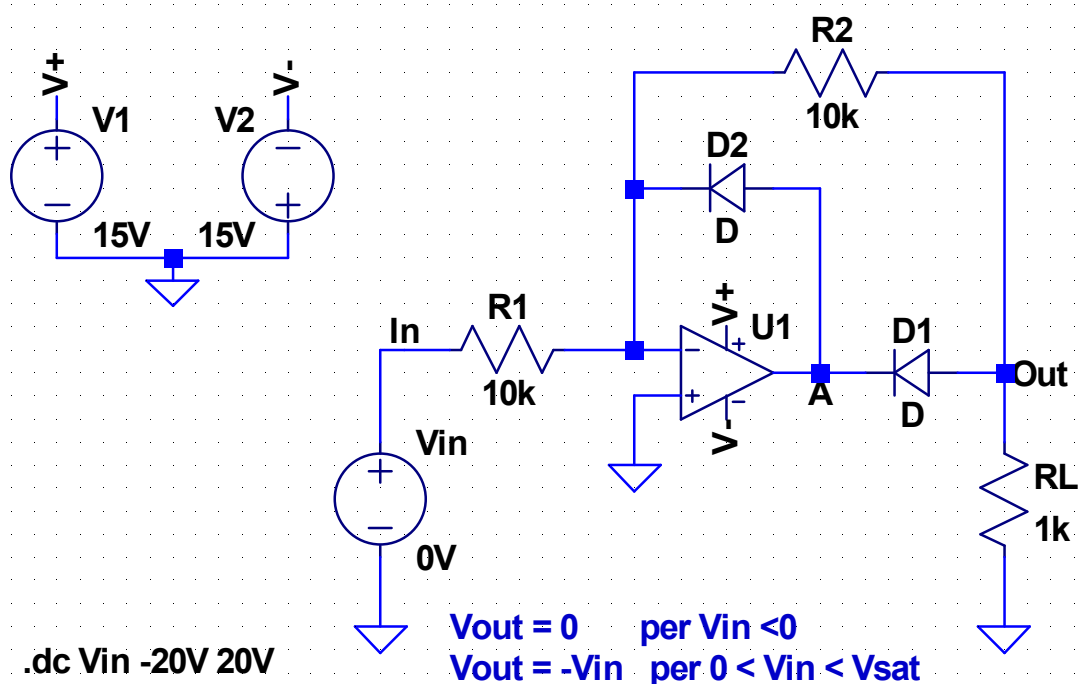 R2
10k
V+
V-
V1
V2
15V
15V
D2
D
R1
In
10k
V+
U1
D1
+
-
-
+
A
D
Out
V-
Vin
RL
1k
0V
Vout = 0 per Vin <0
.dc Vin -20V 20V
Vout = -Vin per 0 < Vin < Vsat